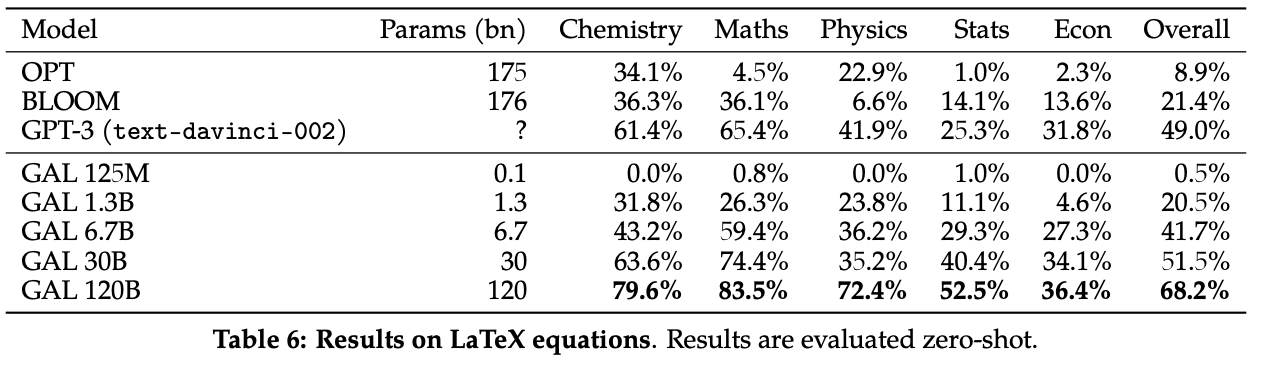 Model Params (bn) Chemistry Maths Physics Stats Econ Overall
OPT 175 34.1% 4.5% 22.9% 1.0% 2.3% 8.9%
BLOOM 176 36.3% 36.1% 6.6% 14.1% 13.6% 21.4%
GPT-3 (text-davinci-002) ? 61.4% 65.4% 41.9% 25.3% 31.8% 49.0%
GAL 125M 0.1 0.0% 0.8% 0.0% 1.0% 0.0% 0.5%
GAL 1.3B 1.3 31.8% 26.3% 23.8% 11.1% 4.6% 20.5%
GAL 6.7B 6.7 43.2% 59.4% 36.2% 29.3% 27.3% 41.7%
GAL 30B 30 63.6% 74.4% 35.2% 40.4% 34.1% 51.5%
GAL 120B 120 79.6% 83.5% 72.4% 52.5% 36.4% 68.2%
Table 6: Results on LaTeX equations. Results are evaluated zero-shot.